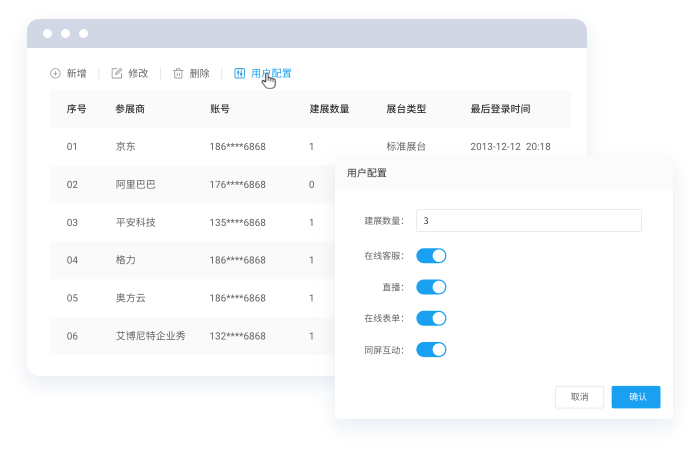 新增 修改 删除 用户配置
序号 参展商 账号 建展数量 展台类型 最后登录时间
01 京东 186****6868 1 标准展台 2013-12-12 20:18
02 阿里巴巴 176****6868 0
03 平安科技 135****6868 1
04 格力 186****6868 1
05 奥方云 186****6868 1
06 艾博尼特企业秀 132****6868 1
用户配置
建展数量: 3
在线客服:
直播:
在线表单:
同屏互动:
取消 确认